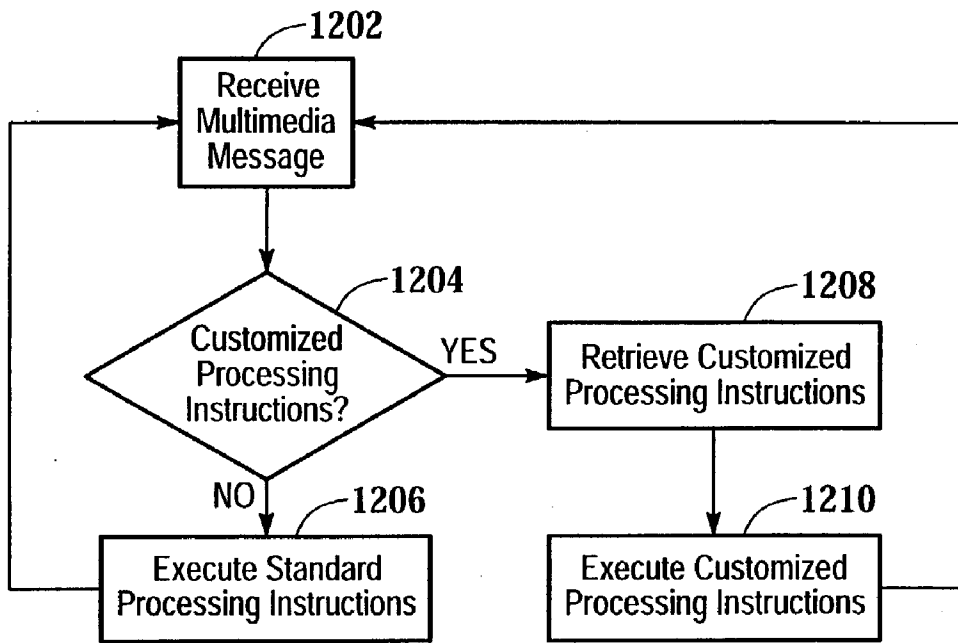 1202
Receive
Multimedia
Message
1204
Customized
Processing
Instructions?
YES
1208
Retrieve Customized
Processing Instructions
NO
1206
Execute Standard
Processing Instructions
1210
Execute Customized
Processing Instructions